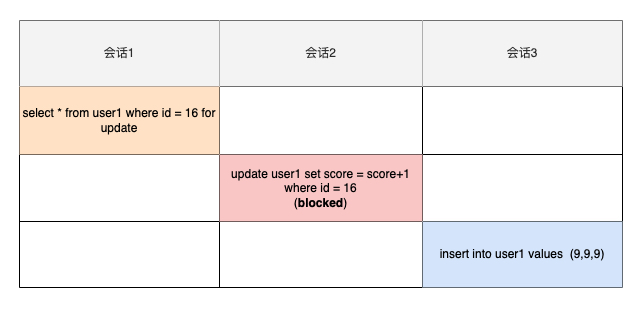 会话1
会话2
会话3
select * from user1 where id = 16 for
update
update user1 set score = score+1
where id = 16
(blocked)
insert into user1 values  (9,9,9)